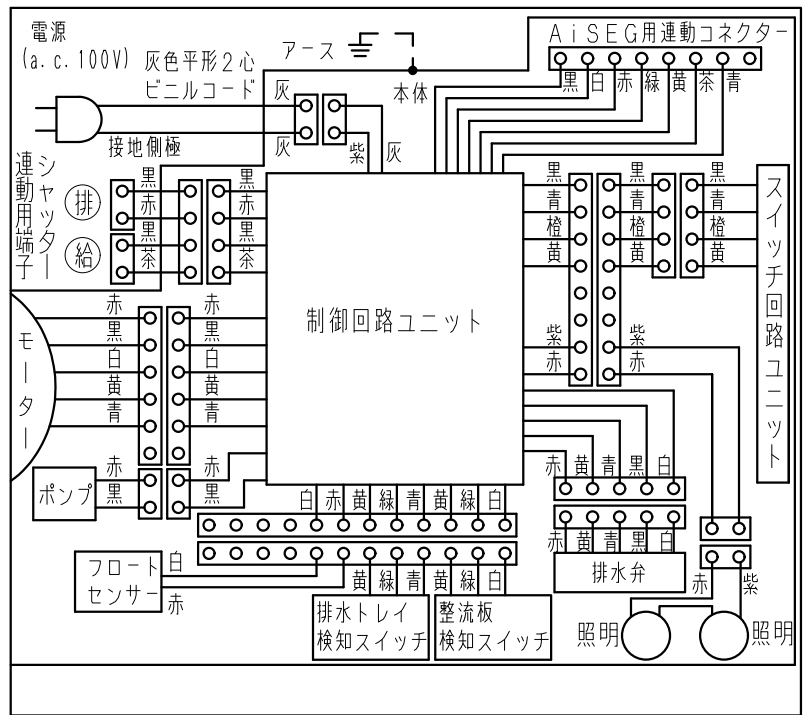 電源
(a.c.100V)
灰色平形2心
ビニルコード
アース
本体
AiSEG用連動コネクター
黒 白 赤 緑 黄 茶 青
灰
灰
紫 灰
接地側極
シャッター
連動用端子
排
給
黒
赤
黒
茶
黒
赤
黒
茶
制御回路ユニット
黒
青
橙
黄
紫
赤
黒
青
橙
黄
紫
赤
黒
青
橙
黄
スイッチ回路ユニット
モーター
赤
黒
白
黄
青
赤
黒
白
黄
青
ポンプ
赤
黒
赤
黒
白 赤 黄 緑 青 黄 緑 白
フロート
センサー
白
赤
黄 緑 青 黄 緑 白
排水トレイ
検知スイッチ
整流板
検知スイッチ
赤 黄 青 黒 白
赤 黄 青 黒 白
排水弁
赤 紫
照明
照明